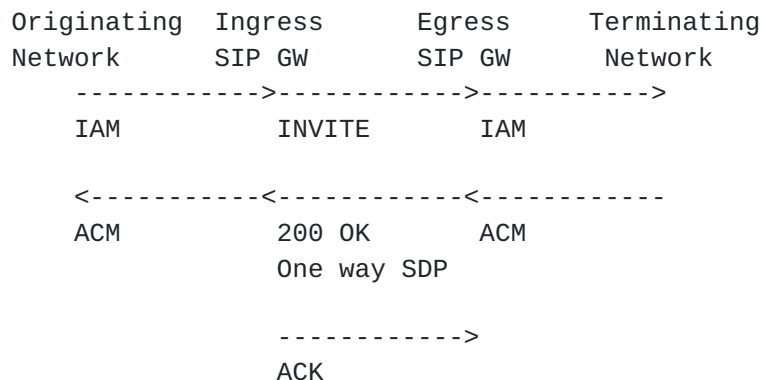 Originating Ingress Egress Terminating
Network SIP GW SIP GW Network
------------>------------>----------->
IAM INVITE IAM
<-----------<------------<------------
ACM 200 OK ACM
One way SDP
------------>
ACK